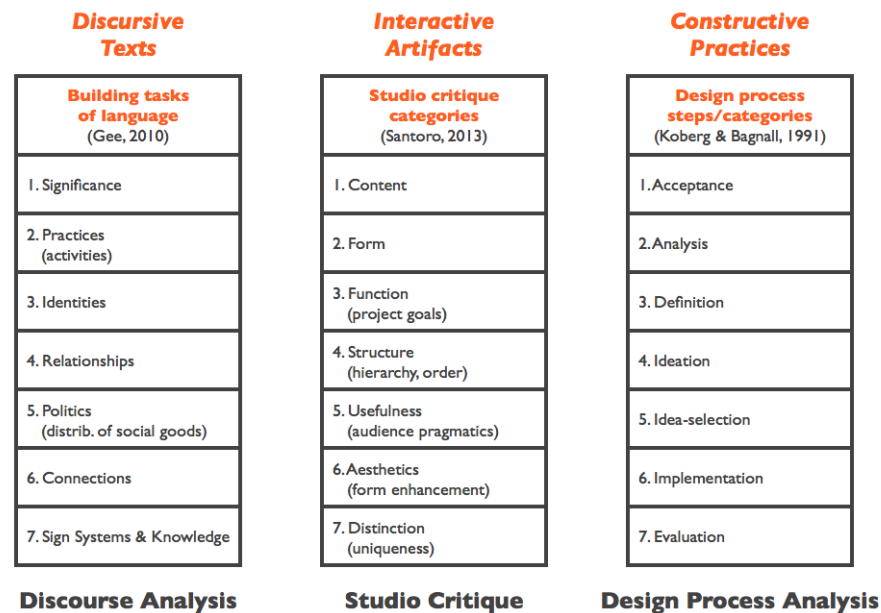 Discursive
Texts
Building tasks
of language
(Gee, 2010)
1. Significance
2. Practices
(activities)
3. Identities
4. Relationships
5. Politics
(distrib. of social goods)
6. Connections
7. Sign Systems & Knowledge
Discourse Analysis
Interactive
Artifacts
Studio critique
categories
(Santoro, 2013)
1. Content
2. Form
3. Function
(project goals)
4. Structure
(hierarchy, order)
5. Usefulness
(audience pragmatics)
6. Aesthetics
(form enhancement)
7. Distinction
(uniqueness)
Studio Critique
Constructive
Practices
Design process
steps/categories
(Koberg & Bagnall, 1991)
1. Acceptance
2. Analysis
3. Definition
4. Ideation
5. Idea-selection
6. Implementation
7. Evaluation
Design Process Analysis